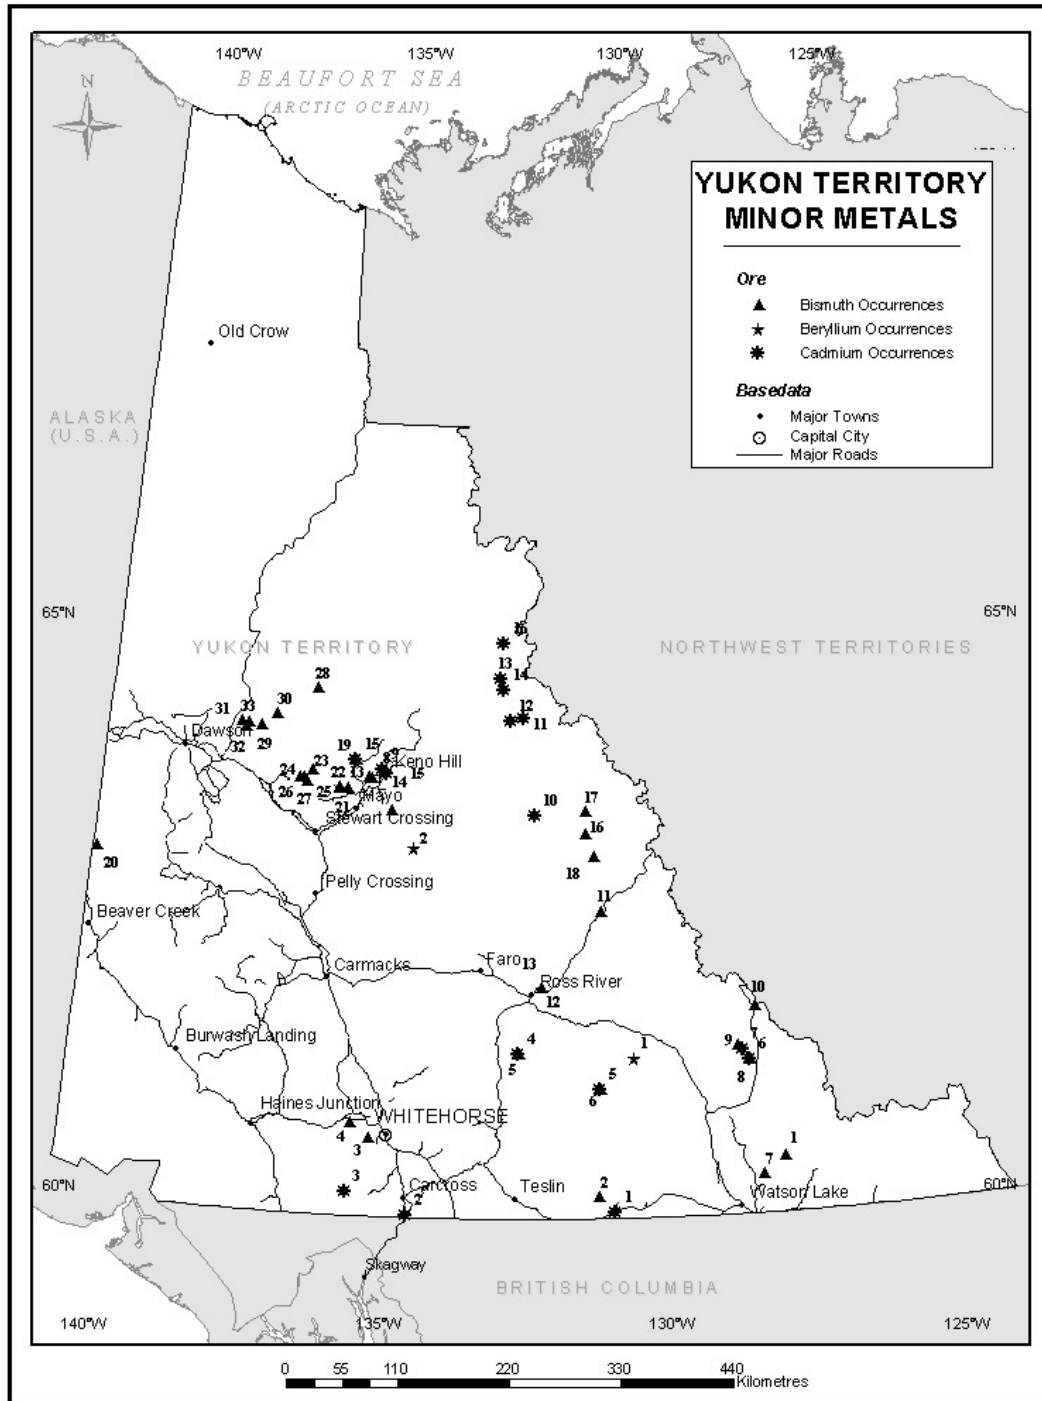 140°W 135°W 130°W 125°W
BEAUFORT SEA
(ARCTIC OCEAN)
N
YUKON TERRITORY
MINOR METALS
Ore
Bismuth Occurrences
Beryllium Occurrences
Cadmium Occurrences
Basedata
Major Towns
Capital City
Major Roads
Old Crow
ALASKA
(U.S.A.)
65°N 65°N
YUKON TERRITORY NORTHWEST TERRITORIES
13
14
28
12
11
31 33 30
Dawson
32 29
19 15 9
8 Keno Hill
24 23 22 13 15
14
26 27 25 21 Mayo
Stewart Crossing
10 17
16
2
18
20
Pelly Crossing
11
Beaver Creek
13
Faro
Carmacks
Ross River
12
10
Burwash Landing
4
5
1
5
6
9 7 6
8
Haines Junction
WHITEHORSE
4
3
1
3
7
60°N 60°N
Carcross
2
Teslin
2
1
Watson Lake
Skagway
BRITISH COLUMBIA
140°W 135°W 130°W 125°W
0 55 110 220 330 440
Kilometres